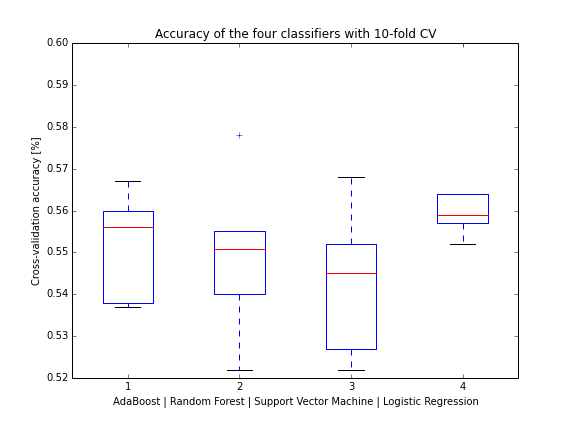 Accuracy of the four classifiers with 10-fold CV
0.60
0.59
0.58
0.57
0.56
0.55
0.54
0.53
0.52
Cross-validation accuracy [%]
1 2 3 4
AdaBoost | Random Forest | Support Vector Machine | Logistic Regression